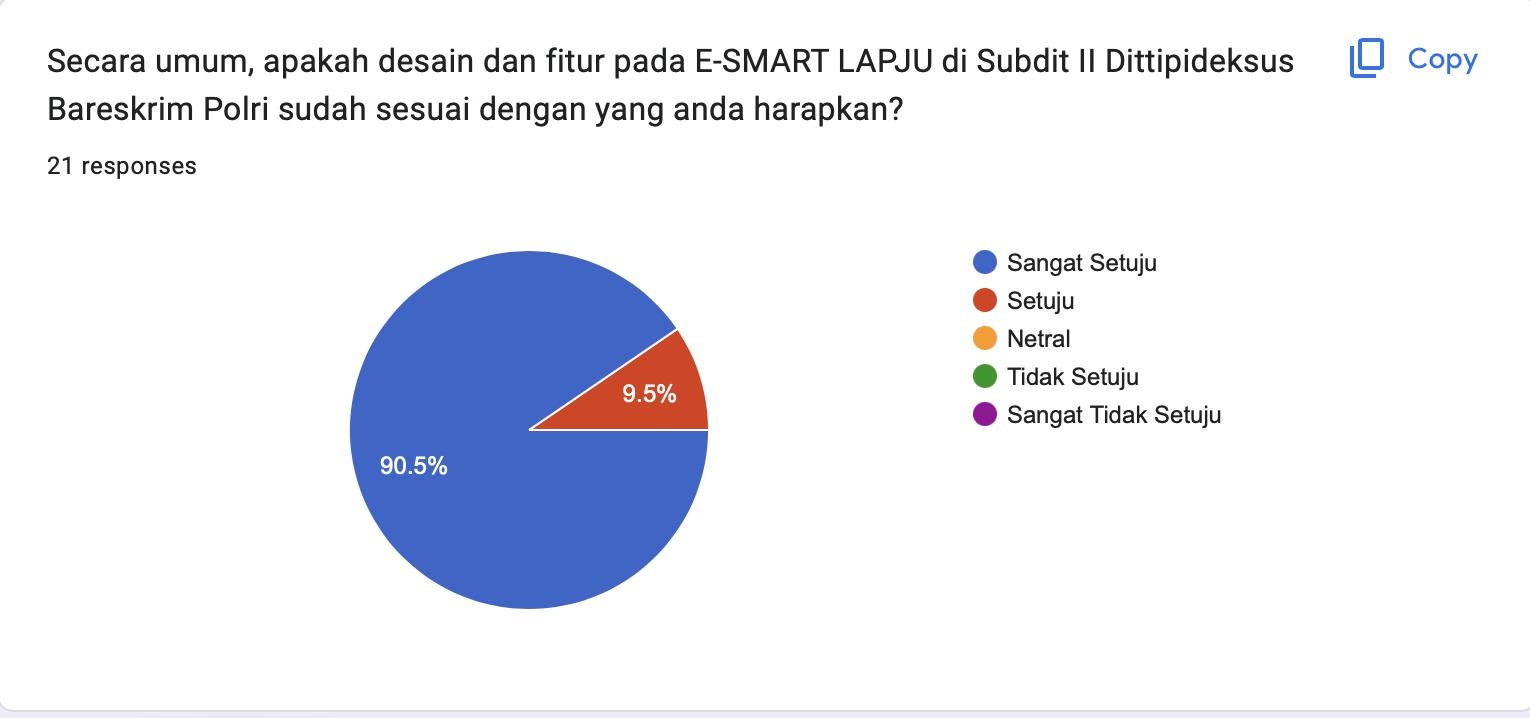 Secara umum, apakah desain dan fitur pada E-SMART LAPJU di Subdit II Dittipideksus
Bareskrim Polri sudah sesuai dengan yang anda harapkan?
Copy
21 responses
90.5%
9.5%
Sangat Setuju
Setuju
Netral
Tidak Setuju
Sangat Tidak Setuju